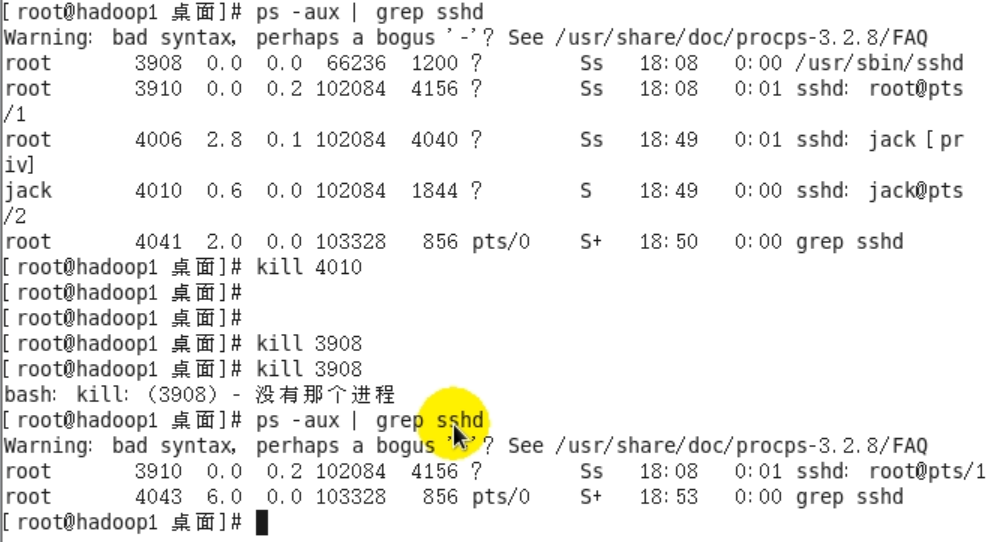 [root@hadoop1 桌面]# ps -aux | grep sshd
Warning: bad syntax, perhaps a bogus '-'? See /usr/share/doc/procps-3.2.8/FAQ
root 3908 0.0 0.0 66236 1200 ? Ss 18:08 0:00 /usr/sbin/sshd
root 3910 0.0 0.2 102084 4156 ? Ss 18:08 0:01 sshd: root@pts
/1
root 4006 2.8 0.1 102084 4040 ? Ss 18:49 0:01 sshd: jack [pr
iv]
jack 4010 0.6 0.0 102084 1844 ? S 18:49 0:00 sshd: jack@pts
/2
root 4041 2.0 0.0 103328 856 pts/0 S+ 18:50 0:00 grep sshd
[root@hadoop1 桌面]# kill 4010
[root@hadoop1 桌面]#
[root@hadoop1 桌面]#
[root@hadoop1 桌面]# kill 3908
[root@hadoop1 桌面]# kill 3908
bash: kill: (3908) - 没有那个进程
[root@hadoop1 桌面]# ps -aux | grep sshd
Warning: bad syntax, perhaps a bogus '-'? See /usr/share/doc/procps-3.2.8/FAQ
root 3910 0.0 0.2 102084 4156 ? Ss 18:08 0:01 sshd: root@pts/1
root 4043 6.0 0.0 103328 856 pts/0 S+ 18:53 0:00 grep sshd
[root@hadoop1 桌面]#